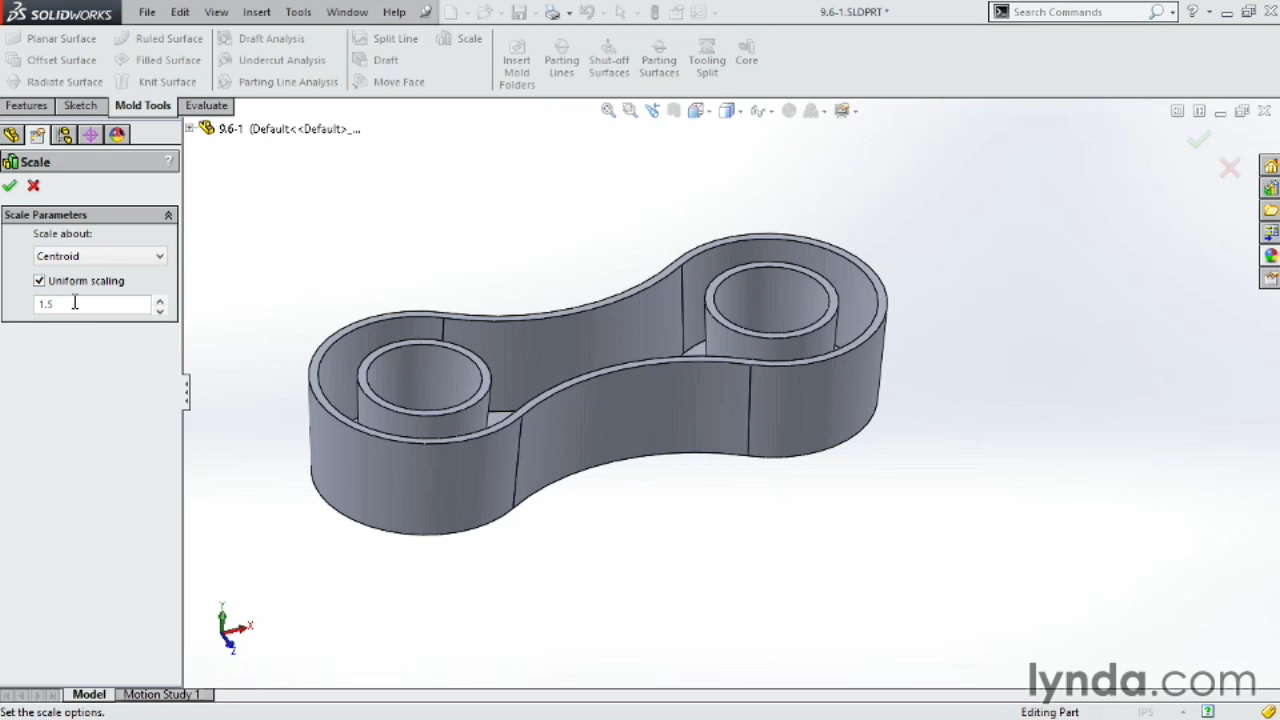 SOLIDWORKS File Edit View Insert Tools Window Help 9.6-1.SLDPRT * Search Commands
Planar Surface Ruled Surface Draft Analysis Split Line Scale
Offset Surface Filled Surface Undercut Analysis Draft
Radiate Surface Knit Surface Parting Line Analysis Move Face
Insert Mold Folders Parting Lines Shut-off Surfaces Parting Surfaces Tooling Split Core
Features Sketch Mold Tools Evaluate
9.6-1 (Default<<Default>_...
Scale ?
Scale Parameters
Scale about:
Centroid
Uniform scaling
1.5
Y
X
Z
lynda.com
Model Motion Study 1
Set the scale options. Editing Part IPS